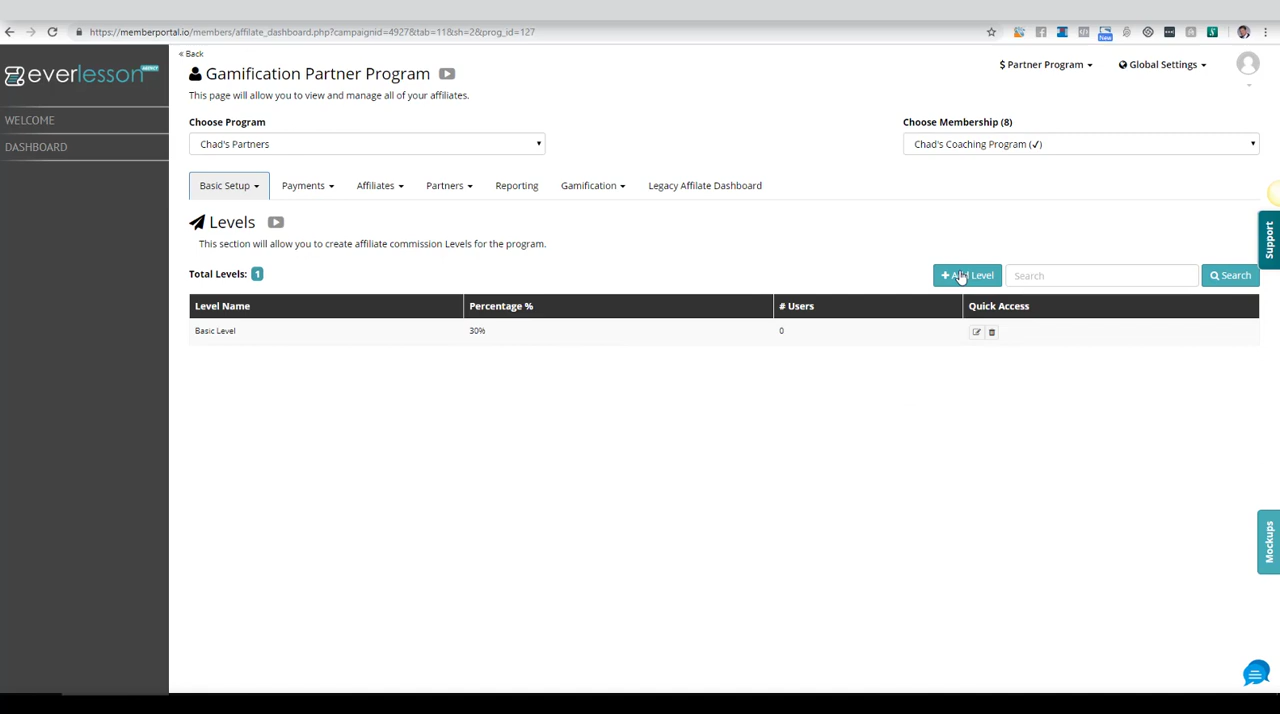 https://memberportal.io/members/affilate_dashboard.php?campaignid=4927&tab=11&sh=2&prog_id=127
New
everlesson
AGENCY
WELCOME
DASHBOARD
< Back
Gamification Partner Program
This page will allow you to view and manage all of your affiliates.
$ Partner Program
Global Settings
Choose Program
Chad's Partners
Choose Membership (8)
Chad's Coaching Program (✓)
Basic Setup
Payments
Affiliates
Partners
Reporting
Gamification
Legacy Affilate Dashboard
Levels
This section will allow you to create affiliate commission Levels for the program.
Total Levels: 1
+ Add Level
Search
Search
Level Name
Percentage %
# Users
Quick Access
Basic Level
30%
0
Support
Mockups